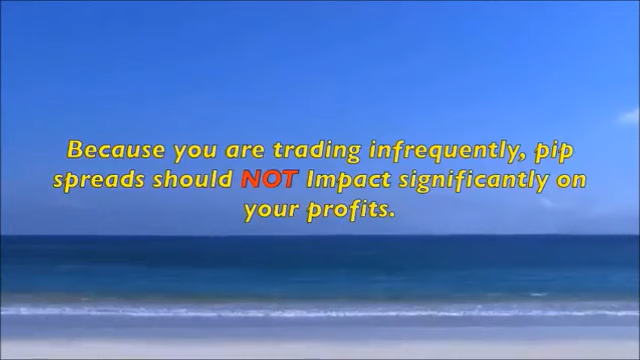 Because you are trading infrequently, pip
spreads should NOT Impact significantly on
your profits.